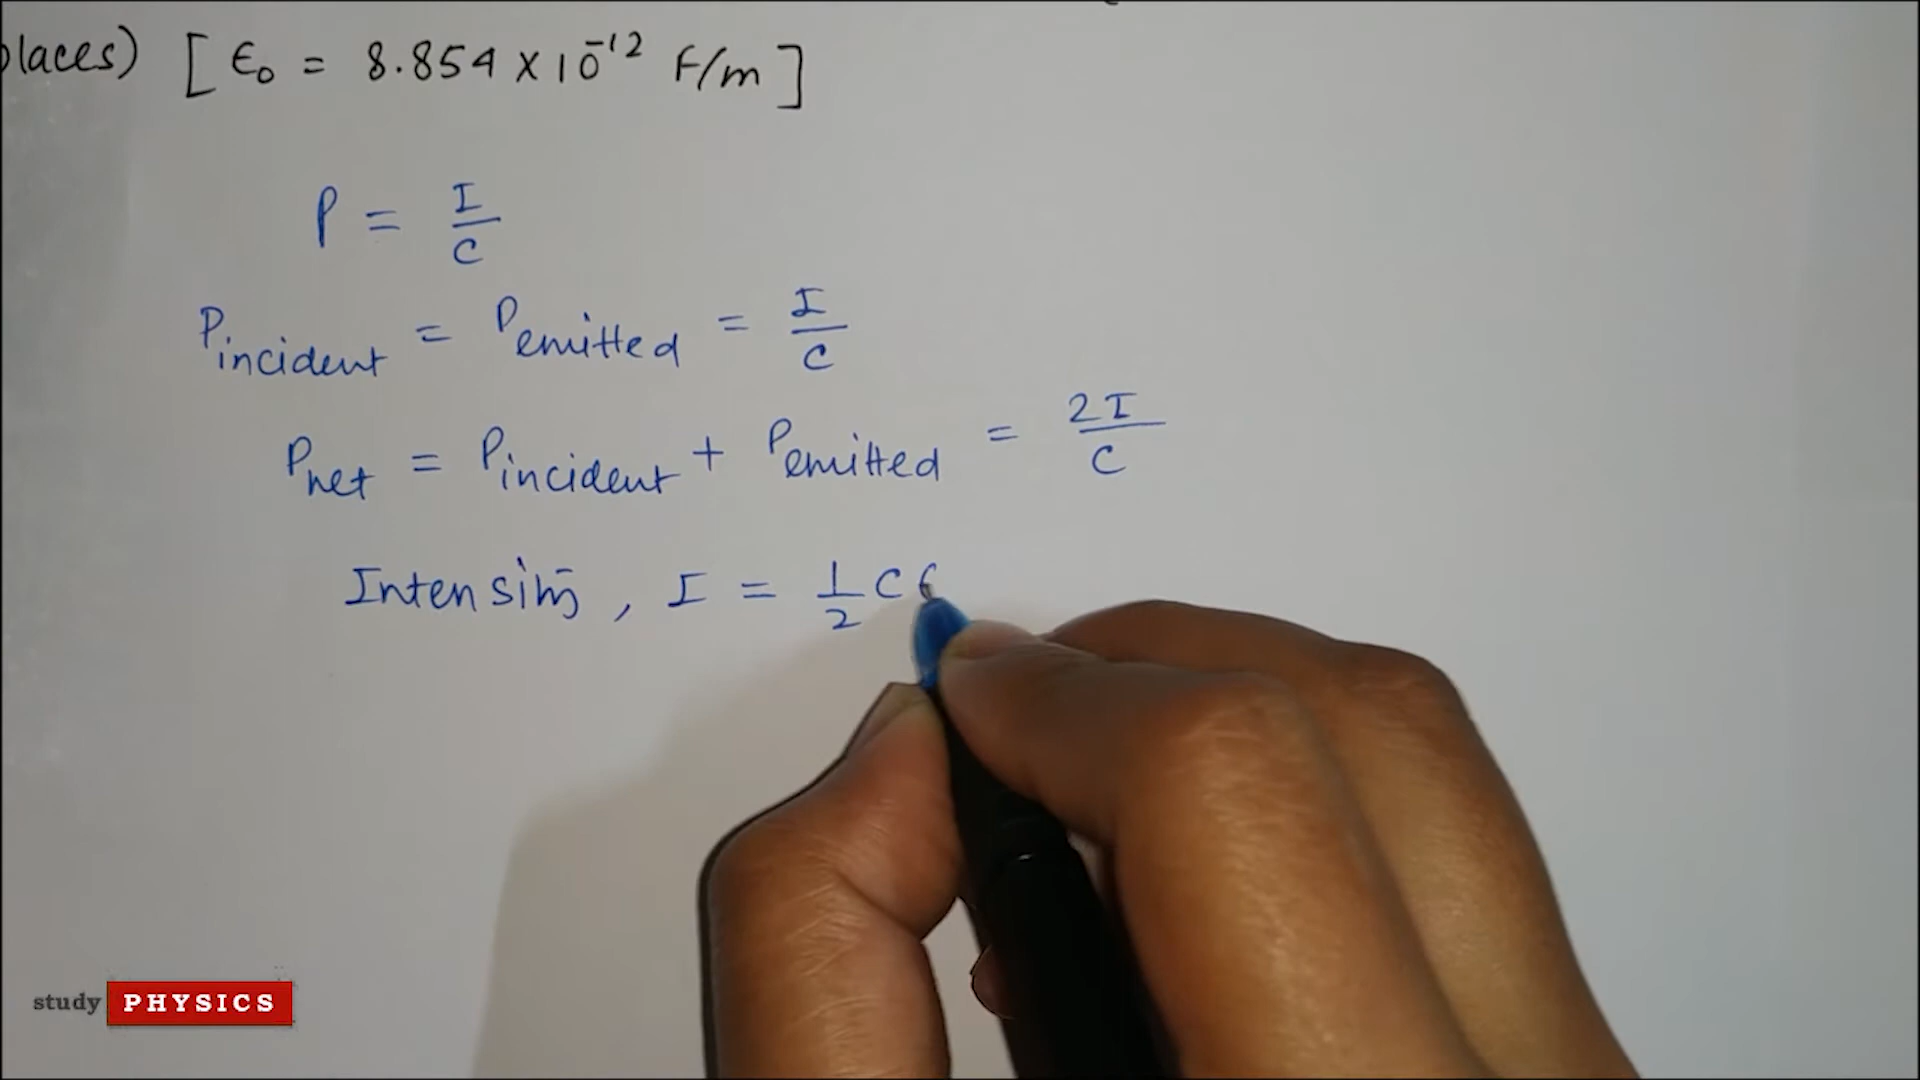 places) [ ϵ₀ = 8.854 × 10⁻¹² F/m ]
P = I/C
P_incident = P_emitted = I/C
P_net = P_incident + P_emitted = 2I/C
Intensity, I = 1/2 C
study PHYSICS